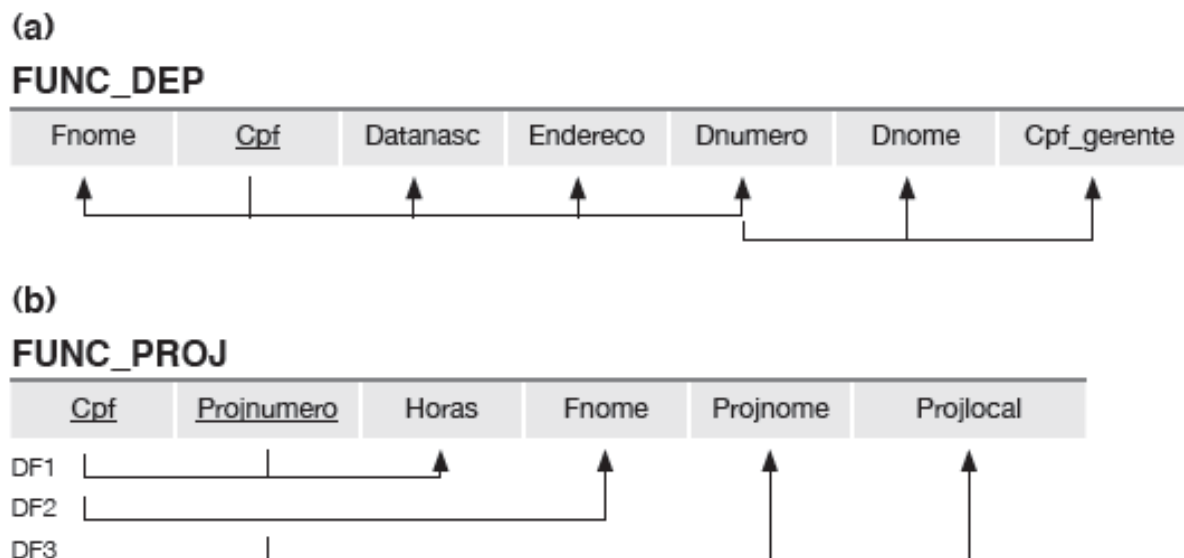 (a)
FUNC_DEP
Fnome Cpf Datanasc Endereco Dnumero Dnome Cpf_gerente
(b)
FUNC_PROJ
Cpf Projnumero Horas Fnome Projnome Projlocal
DF1
DF2
DF3